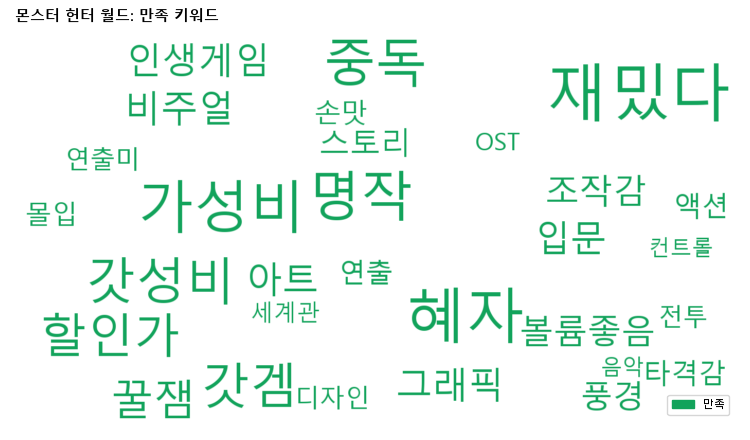 몬스터 헌터 월드: 만족 키워드
인생게임
중독
재밌다
비주얼
손맛
스토리
OST
연출미
가성비
명작
조작감
액션
몰입
입문
컨트롤
갓성비
아트
연출
세계관
혜자
할인가
볼륨좋음
전투
꿀잼
갓겜
디자인
그래픽
음악
타격감
풍경
만족